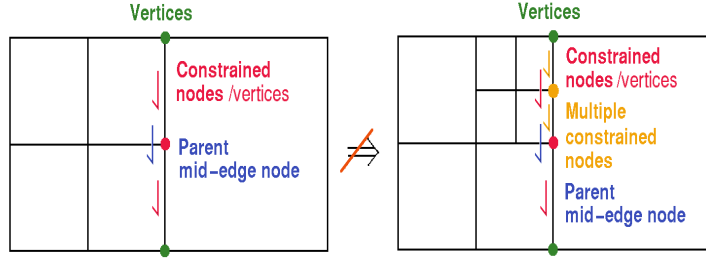 Vertices
Constrained
nodes /vertices
Parent
mid-edge node
Vertices
Constrained
nodes /vertices
Multiple
constrained
nodes
Parent
mid-edge node